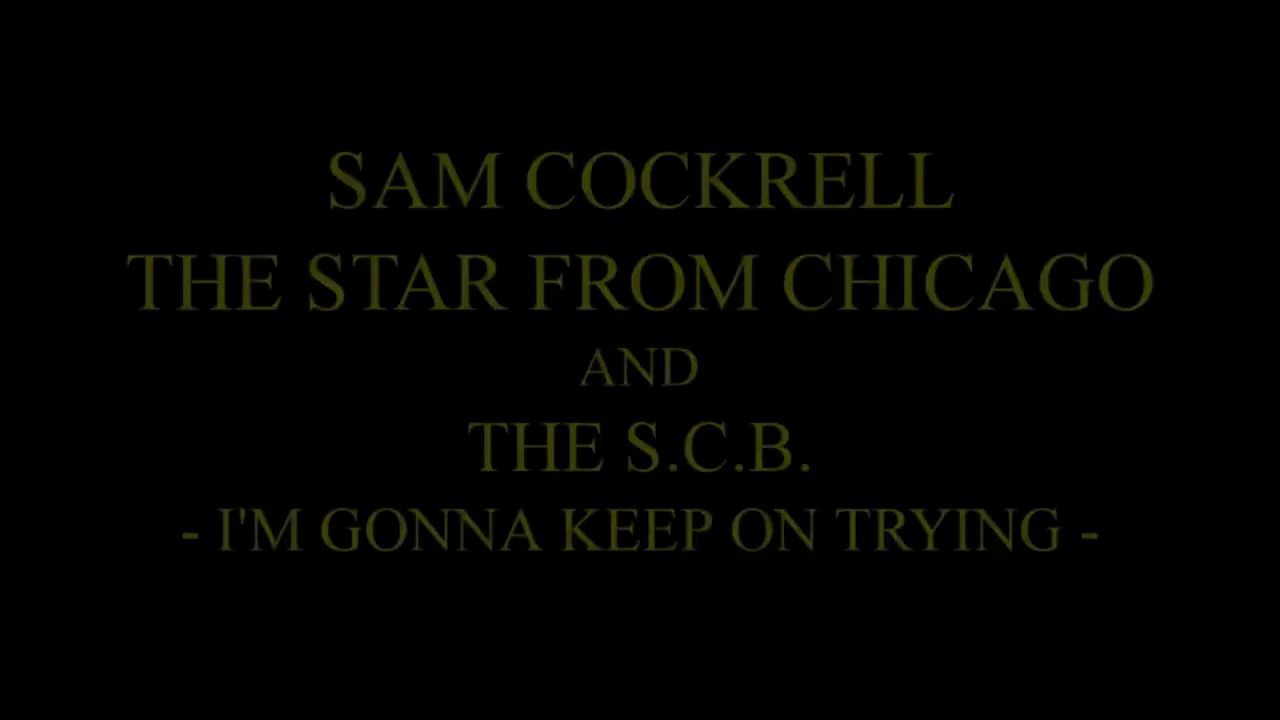 SAM COCKRELL
THE STAR FROM CHICAGO
AND
THE S.C.B.
- I'M GONNA KEEP ON TRYING -